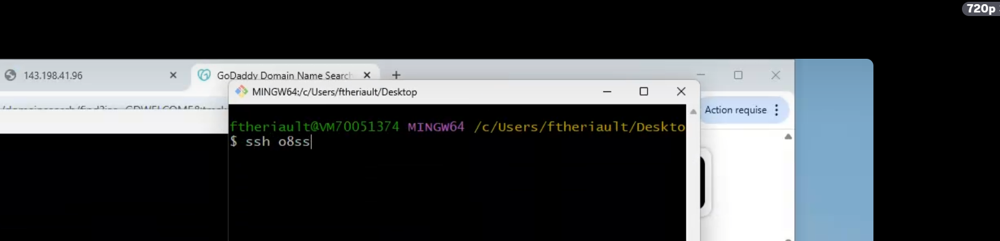 720p
143.198.41.96
GoDaddy Domain Name Search
MINGW64:/c/Users/ftheriault/Desktop
Action requise
ftheriault@VM70051374 MINGW64 /c/Users/ftheriault/Deskto
$ ssh o8ss